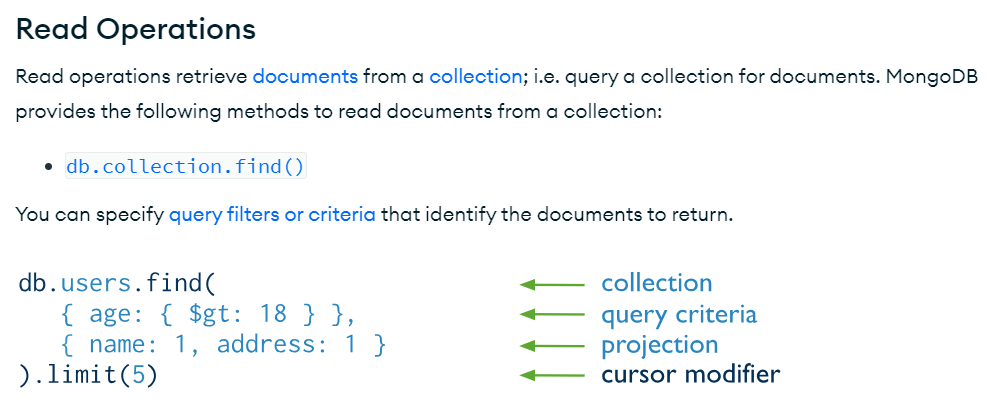 Read Operations
Read operations retrieve documents from a collection; i.e. query a collection for documents. MongoDB
provides the following methods to read documents from a collection:
• db.collection.find()
You can specify query filters or criteria that identify the documents to return.
db.users.find( collection
{ age: { $gt: 18 } }, query criteria
{ name: 1, address: 1 } projection
).limit(5) cursor modifier